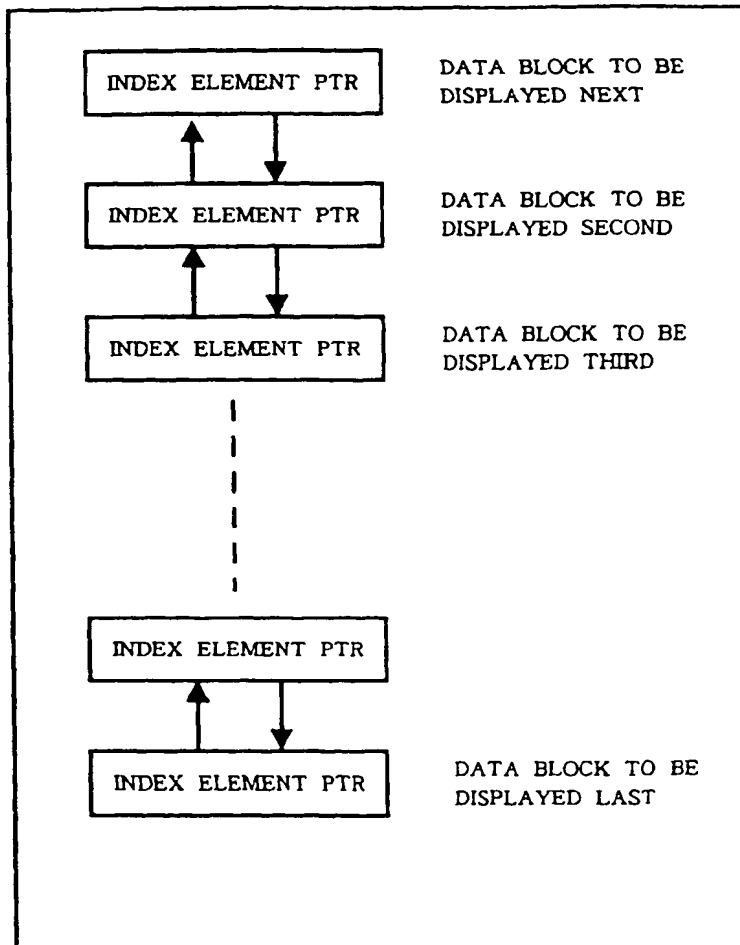 INDEX ELEMENT PTR
DATA BLOCK TO BE
DISPLAYED NEXT
INDEX ELEMENT PTR
DATA BLOCK TO BE
DISPLAYED SECOND
INDEX ELEMENT PTR
DATA BLOCK TO BE
DISPLAYED THIRD
INDEX ELEMENT PTR
INDEX ELEMENT PTR
DATA BLOCK TO BE
DISPLAYED LAST